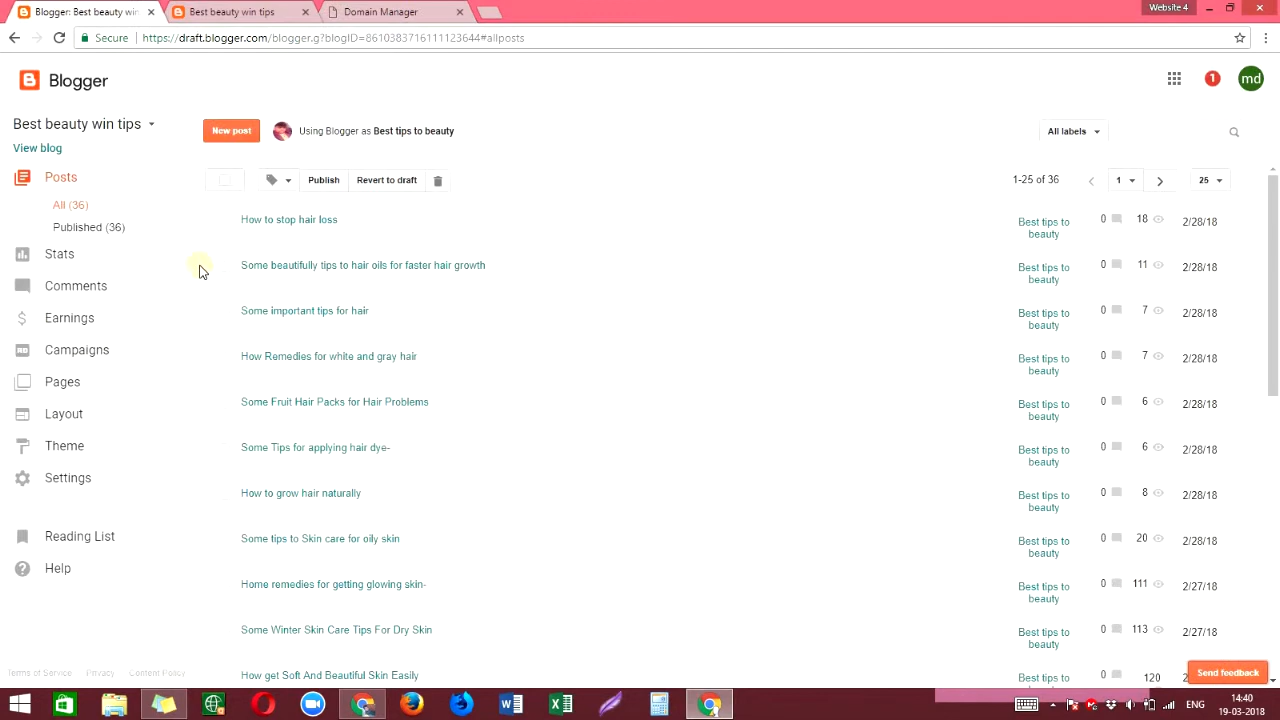 Blogger: Best beauty win
Best beauty win tips
Domain Manager
Website 4
Secure
https://draft.blogger.com/blogger.g?blogID=8610383716111123644#allposts
Blogger
1
md
Best beauty win tips
View blog
New post
Using Blogger as Best tips to beauty
All labels
Posts
All (36)
Published (36)
Stats
Comments
Earnings
Campaigns
Pages
Layout
Theme
Settings
Reading List
Help
Publish
Revert to draft
1-25 of 36
1
25
How to stop hair loss
Best tips to beauty
0
18
2/28/18
Some beautifully tips to hair oils for faster hair growth
Best tips to beauty
0
11
2/28/18
Some important tips for hair
Best tips to beauty
0
7
2/28/18
How Remedies for white and gray hair
Best tips to beauty
0
7
2/28/18
Some Fruit Hair Packs for Hair Problems
Best tips to beauty
0
6
2/28/18
Some Tips for applying hair dye-
Best tips to beauty
0
6
2/28/18
How to grow hair naturally
Best tips to beauty
0
8
2/28/18
Some tips to Skin care for oily skin
Best tips to beauty
0
20
2/28/18
Home remedies for getting glowing skin-
Best tips to beauty
0
111
2/27/18
Some Winter Skin Care Tips For Dry Skin
Best tips to beauty
0
113
2/27/18
How get Soft And Beautiful Skin Easily
Best tips to
0
120
Terms of Service
Privacy
Content Policy
Send feedback
ENG
14:40
19-03-2018